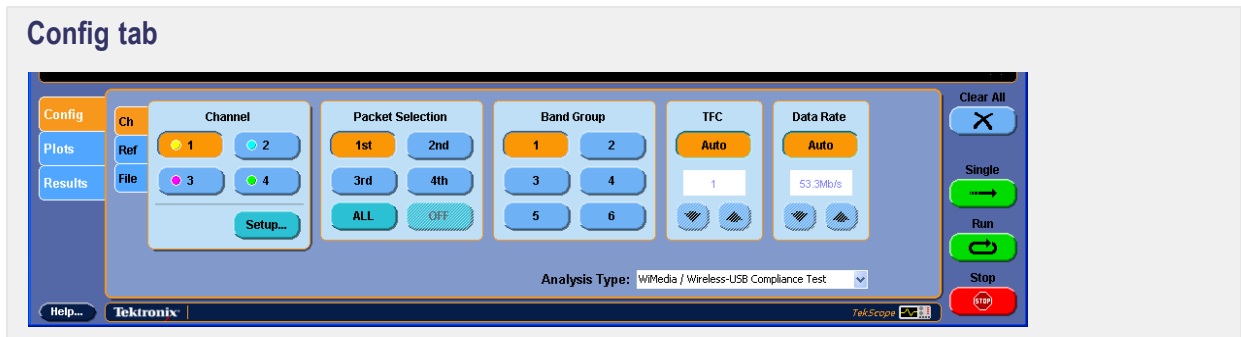 Config tab
Config
Plots
Results
Ch
Ref
File
Channel
1
2
3
4
Setup...
Packet Selection
1st
2nd
3rd
4th
ALL
OFF
Band Group
1
2
3
4
5
6
TFC
Auto
1
Data Rate
Auto
53.3Mb/s
Analysis Type: WiMedia / Wireless-USB Compliance Test
Clear All
Single
Run
Stop
STOP
Help...
Tektronix
TekScope